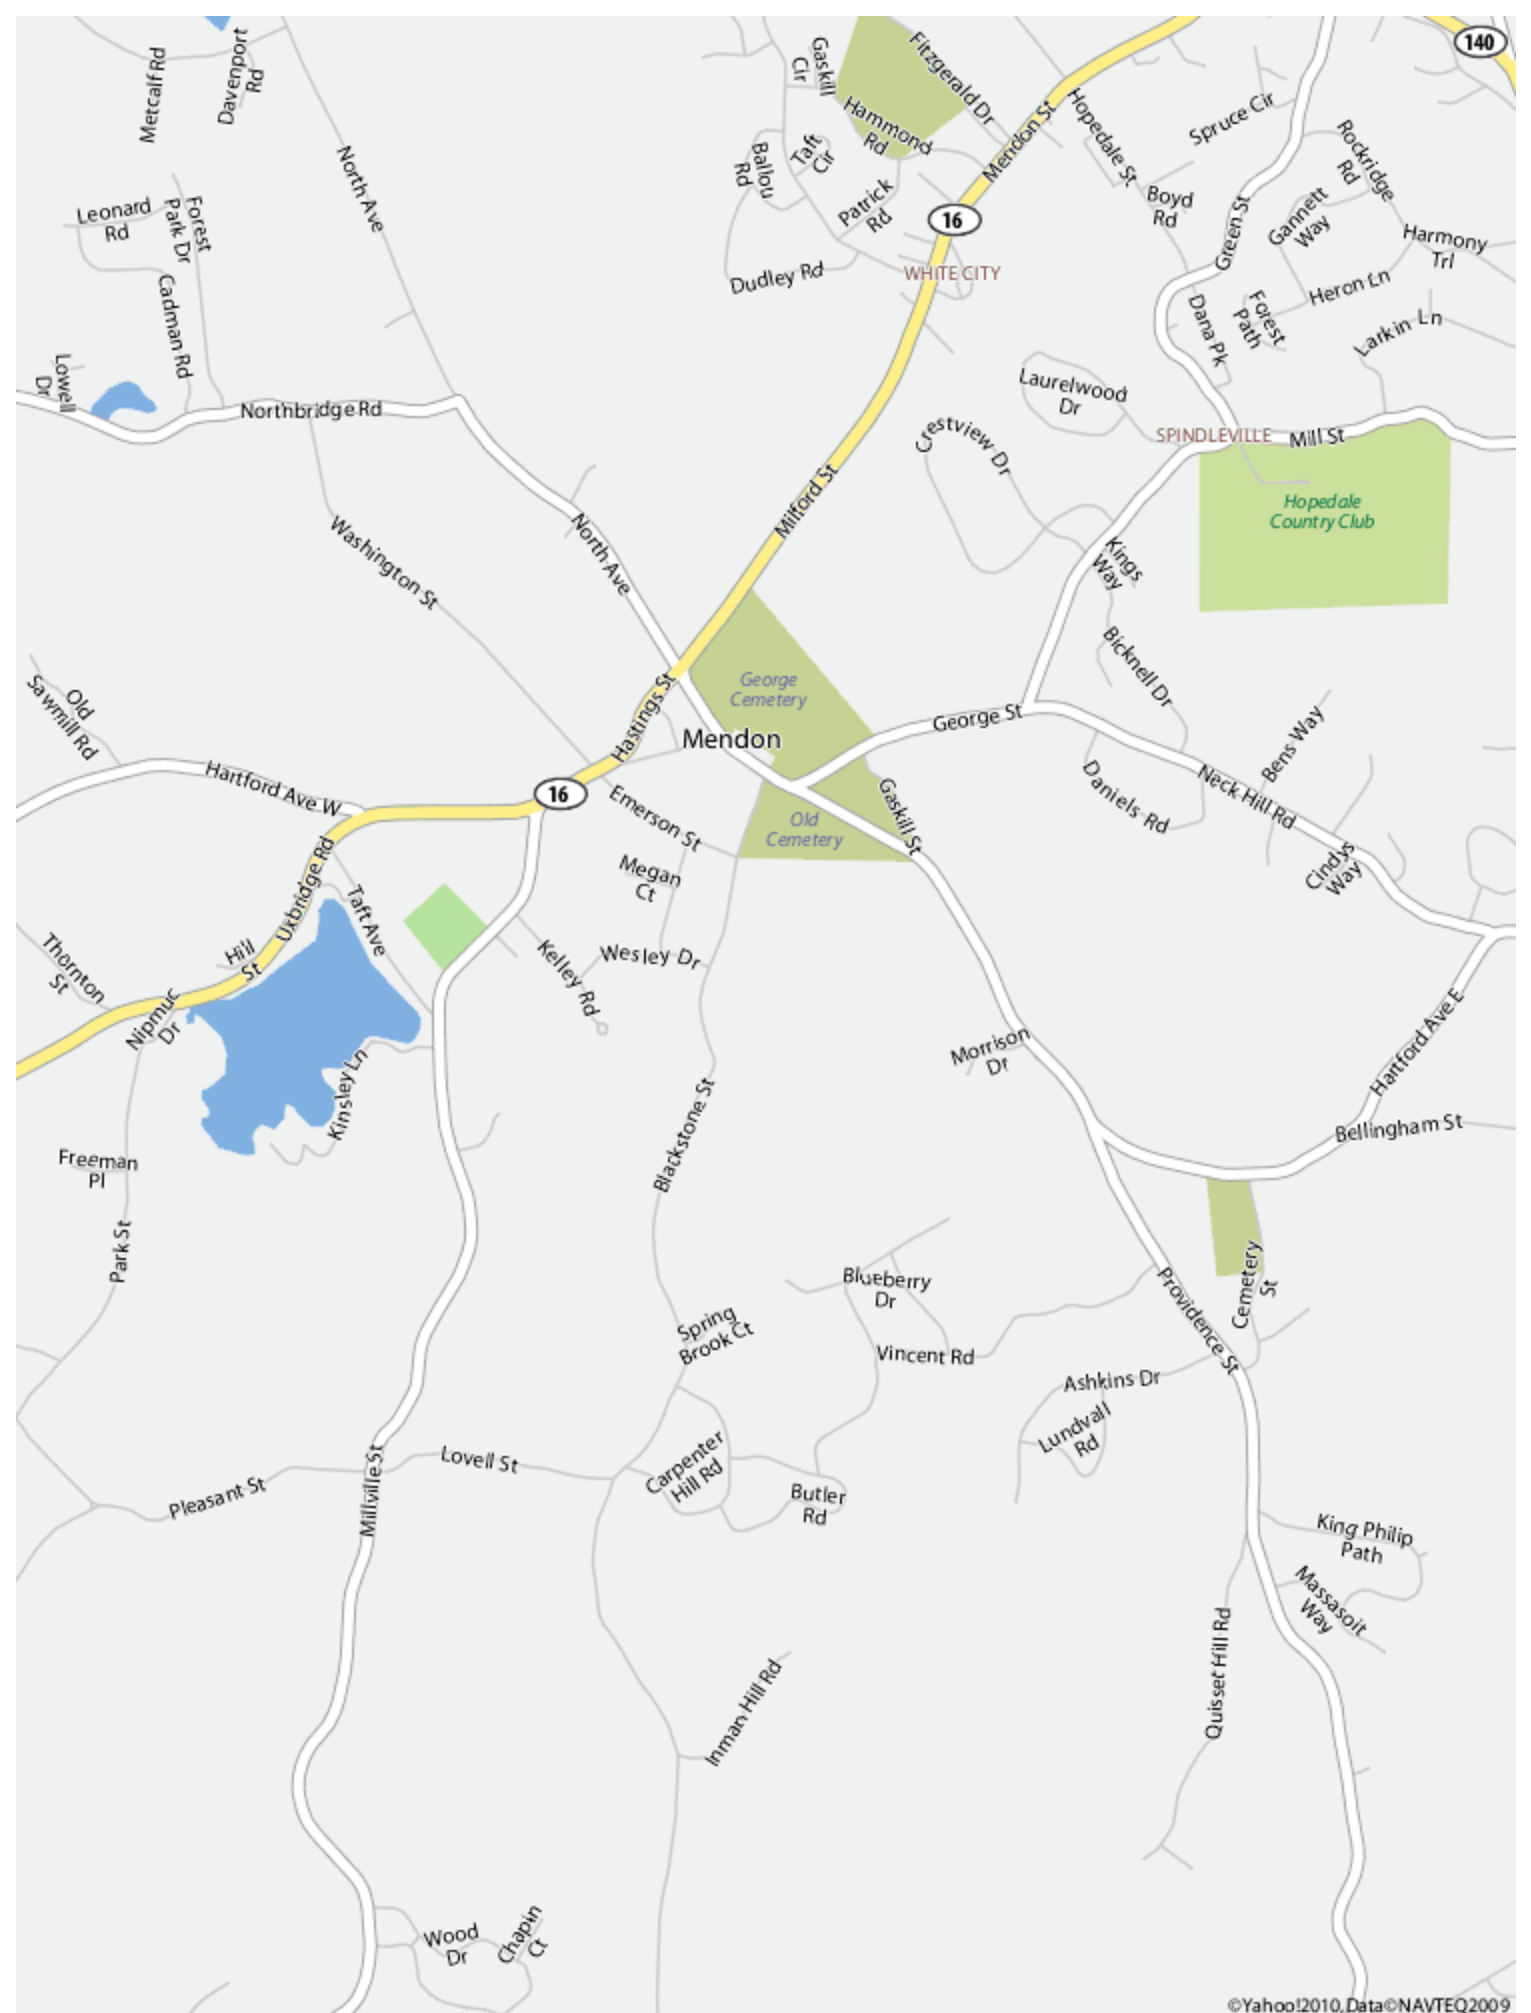 140
Metcalf Rd
Davenport
Rd
North Ave
Gaskill
Cir
Fitzgerald Dr
Hammond
Rd
Mendon St
Hopedale St
Spruce Cir
Rockridge
Rd
Ballou
Rd
Taft
Cir
Patrick
Rd
Boyd
Rd
Leonard
Rd
Forest
Park Dr
16
Green St
Gannett
Way
Harmony
Trl
Dudley Rd
WHITE CITY
Cadman Rd
Heron Ln
Forest
Path
Dana Pk
Larkin Ln
Lowell
Dr
Northbridge Rd
Laurelwood
Dr
Crestview Dr
SPINDLEVILLE
Mill St
Milford St
Hopedale
Country Club
Washington St
North Ave
Kings
Way
Bicknell Dr
Old
Sawmill Rd
George
Cemetery
Hastings St
Mendon
George St
Bens Way
Hartford Ave W
16
Neck Hill Rd
Daniels Rd
Emerson St
Old
Cemetery
Gaskill St
Megan
Ct
Cindys
Way
Uxbridge Rd
Taft Ave
Hill
St
Thornton
St
Kelley Rd
Wesley Dr
Nipmuc
Dr
Morrison
Dr
Hartford Ave E
Kinsley Ln
Blackstone St
Bellingham St
Freeman
Pl
Park St
Blueberry
Dr
Providence St
Cemetery
St
Spring
Brook Ct
Vincent Rd
Ashkins Dr
Lundvall
Rd
Lovell St
Carpenter
Hill Rd
Pleasant St
Millville St
Butler
Rd
King Philip
Path
Massasoit
Way
Quisset Hill Rd
Inman Hill Rd
Wood
Dr
Chapin
Ct
©Yahoo!2010,Data©NAVTEQ2009